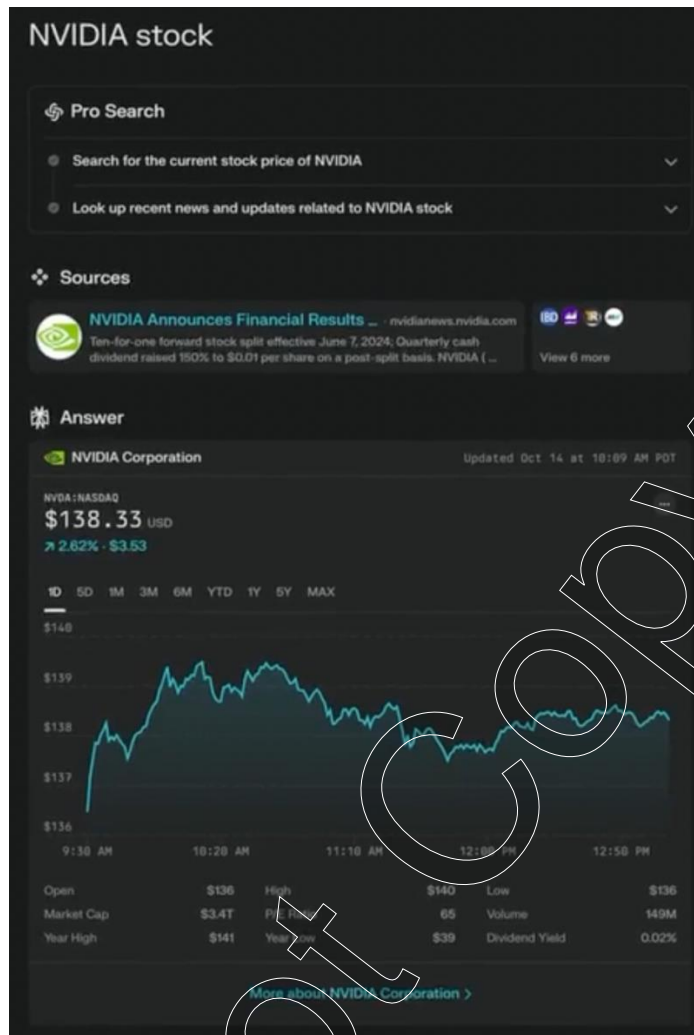 NVIDIA stock
Pro Search
Search for the current stock price of NVIDIA
Look up recent news and updates related to NVIDIA stock
Sources
NVIDIA Announces Financial Results ... · nvidianews.nvidia.com
Ten-for-one forward stock split effective June 7, 2024; Quarterly cash
dividend raised 150% to $0.01 per share on a post-split basis. NVIDIA ( ...
IBD
View 6 more
Answer
NVIDIA Corporation Updated Oct 14 at 10:09 AM PDT
NVDA:NASDAQ
$138.33 USD
↗ 2.62% · $3.53
1D 5D 1M 3M 6M YTD 1Y 5Y MAX
$140
$139
$138
$137
$136
9:30 AM 10:20 AM 11:10 AM 12:00 PM 12:50 PM
Open $136 High $140 Low $136
Market Cap $3.4T P/E Ratio 65 Volume 149M
Year High $141 Year Low $39 Dividend Yield 0.02%
More about NVIDIA Corporation >
ot Cop